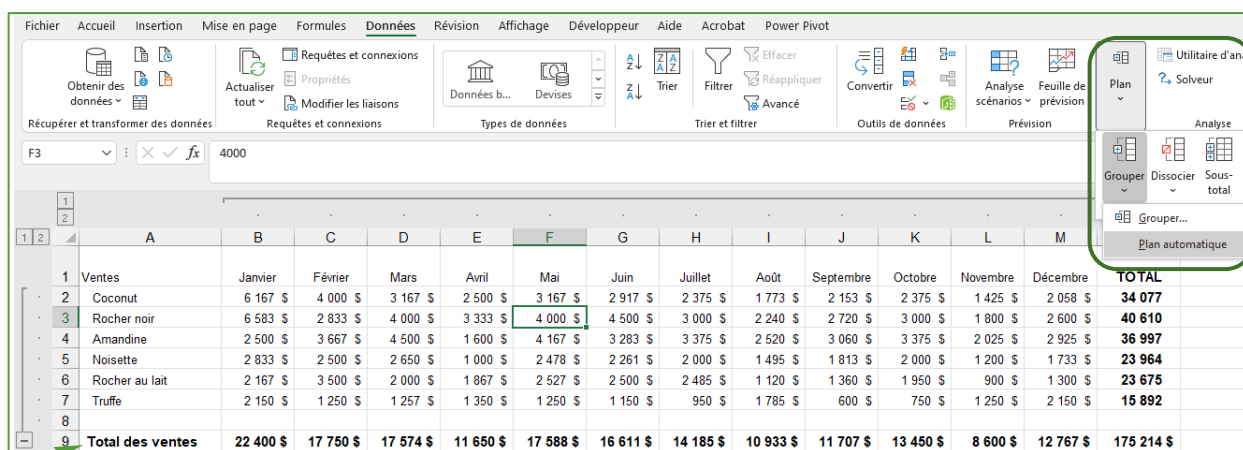 Fichier Accueil Insertion Mise en page Formules Données Révision Affichage Développeur Aide Acrobat Power Pivot
Obtenir des données
Actualiser tout
Requêtes et connexions
Propriétés
Modifier les liaisons
Données b...
Devises
Trier
Filtrer
Effacer
Réappliquer
Avancé
Convertir
Analyse scénarios
Feuille de prévision
Plan
Utilitaire d'ana
Solveur
Récupérer et transformer des données Requêtes et connexions Types de données Trier et filtrer Outils de données Prévision Analyse
F3 fx 4000
Grouper Dissocier Sous-total
Grouper...
Plan automatique
1
2
1 2 A B C D E F G H I J K L M
1 Ventes Janvier Février Mars Avril Mai Juin Juillet Août Septembre Octobre Novembre Décembre TOTAL
2 Coconut 6 167 $ 4 000 $ 3 167 $ 2 500 $ 3 167 $ 2 917 $ 2 375 $ 1 773 $ 2 153 $ 2 375 $ 1 425 $ 2 058 $ 34 077
3 Rocher noir 6 583 $ 2 833 $ 4 000 $ 3 333 $ 4 000 $ 4 500 $ 3 000 $ 2 240 $ 2 720 $ 3 000 $ 1 800 $ 2 600 $ 40 610
4 Amandine 2 500 $ 3 667 $ 4 500 $ 1 600 $ 4 167 $ 3 283 $ 3 375 $ 2 520 $ 3 060 $ 3 375 $ 2 025 $ 2 925 $ 36 997
5 Noisette 2 833 $ 2 500 $ 2 650 $ 1 000 $ 2 478 $ 2 261 $ 2 000 $ 1 495 $ 1 813 $ 2 000 $ 1 200 $ 1 733 $ 23 964
6 Rocher au lait 2 167 $ 3 500 $ 2 000 $ 1 867 $ 2 527 $ 2 500 $ 2 485 $ 1 120 $ 1 360 $ 1 950 $ 900 $ 1 300 $ 23 675
7 Truffe 2 150 $ 1 250 $ 1 257 $ 1 350 $ 1 250 $ 1 150 $ 950 $ 1 785 $ 600 $ 750 $ 1 250 $ 2 150 $ 15 892
8
9 Total des ventes 22 400 $ 17 750 $ 17 574 $ 11 650 $ 17 588 $ 16 611 $ 14 185 $ 10 933 $ 11 707 $ 13 450 $ 8 600 $ 12 767 $ 175 214 $